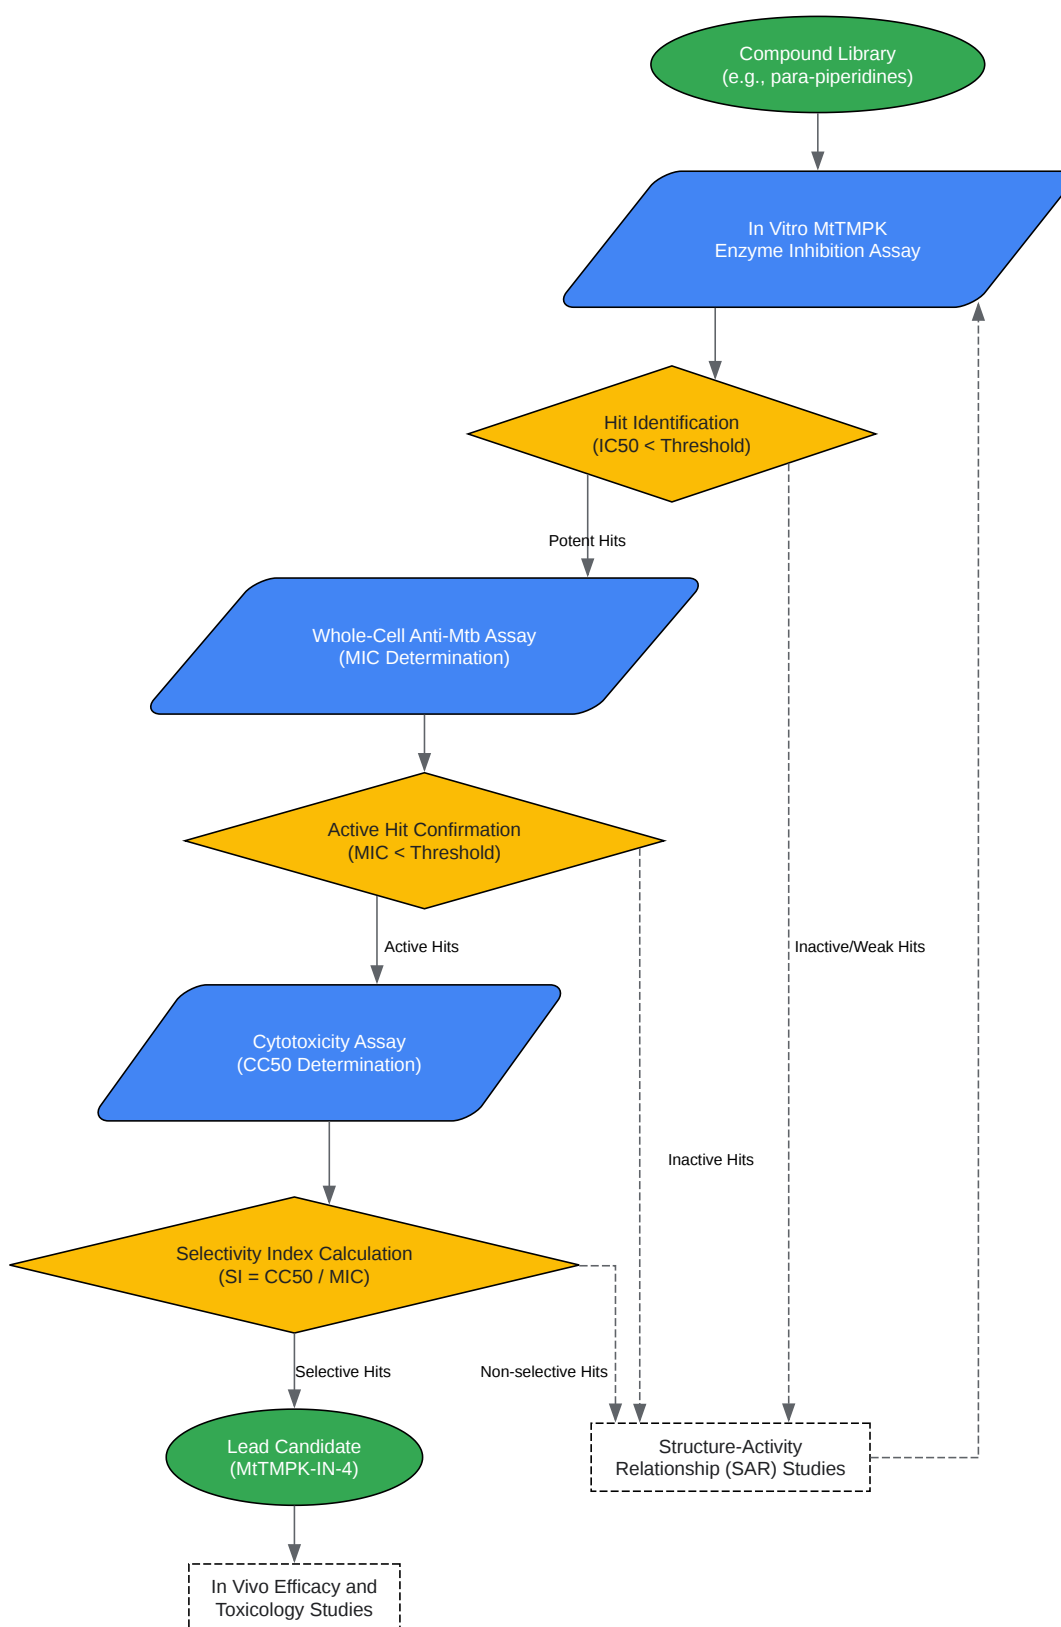 Compound Library
(e.g., para-piperidines)
In Vitro MtTMPK
Enzyme Inhibition Assay
Hit Identification
(IC50 < Threshold)
Potent Hits
Whole-Cell Anti-Mtb Assay
(MIC Determination)
Active Hit Confirmation
(MIC < Threshold)
Active Hits
Inactive/Weak Hits
Cytotoxicity Assay
(CC50 Determination)
Inactive Hits
Selectivity Index Calculation
(SI = CC50 / MIC)
Selective Hits
Non-selective Hits
Lead Candidate
(MtTMPK-IN-4)
Structure-Activity
Relationship (SAR) Studies
In Vivo Efficacy and
Toxicology Studies